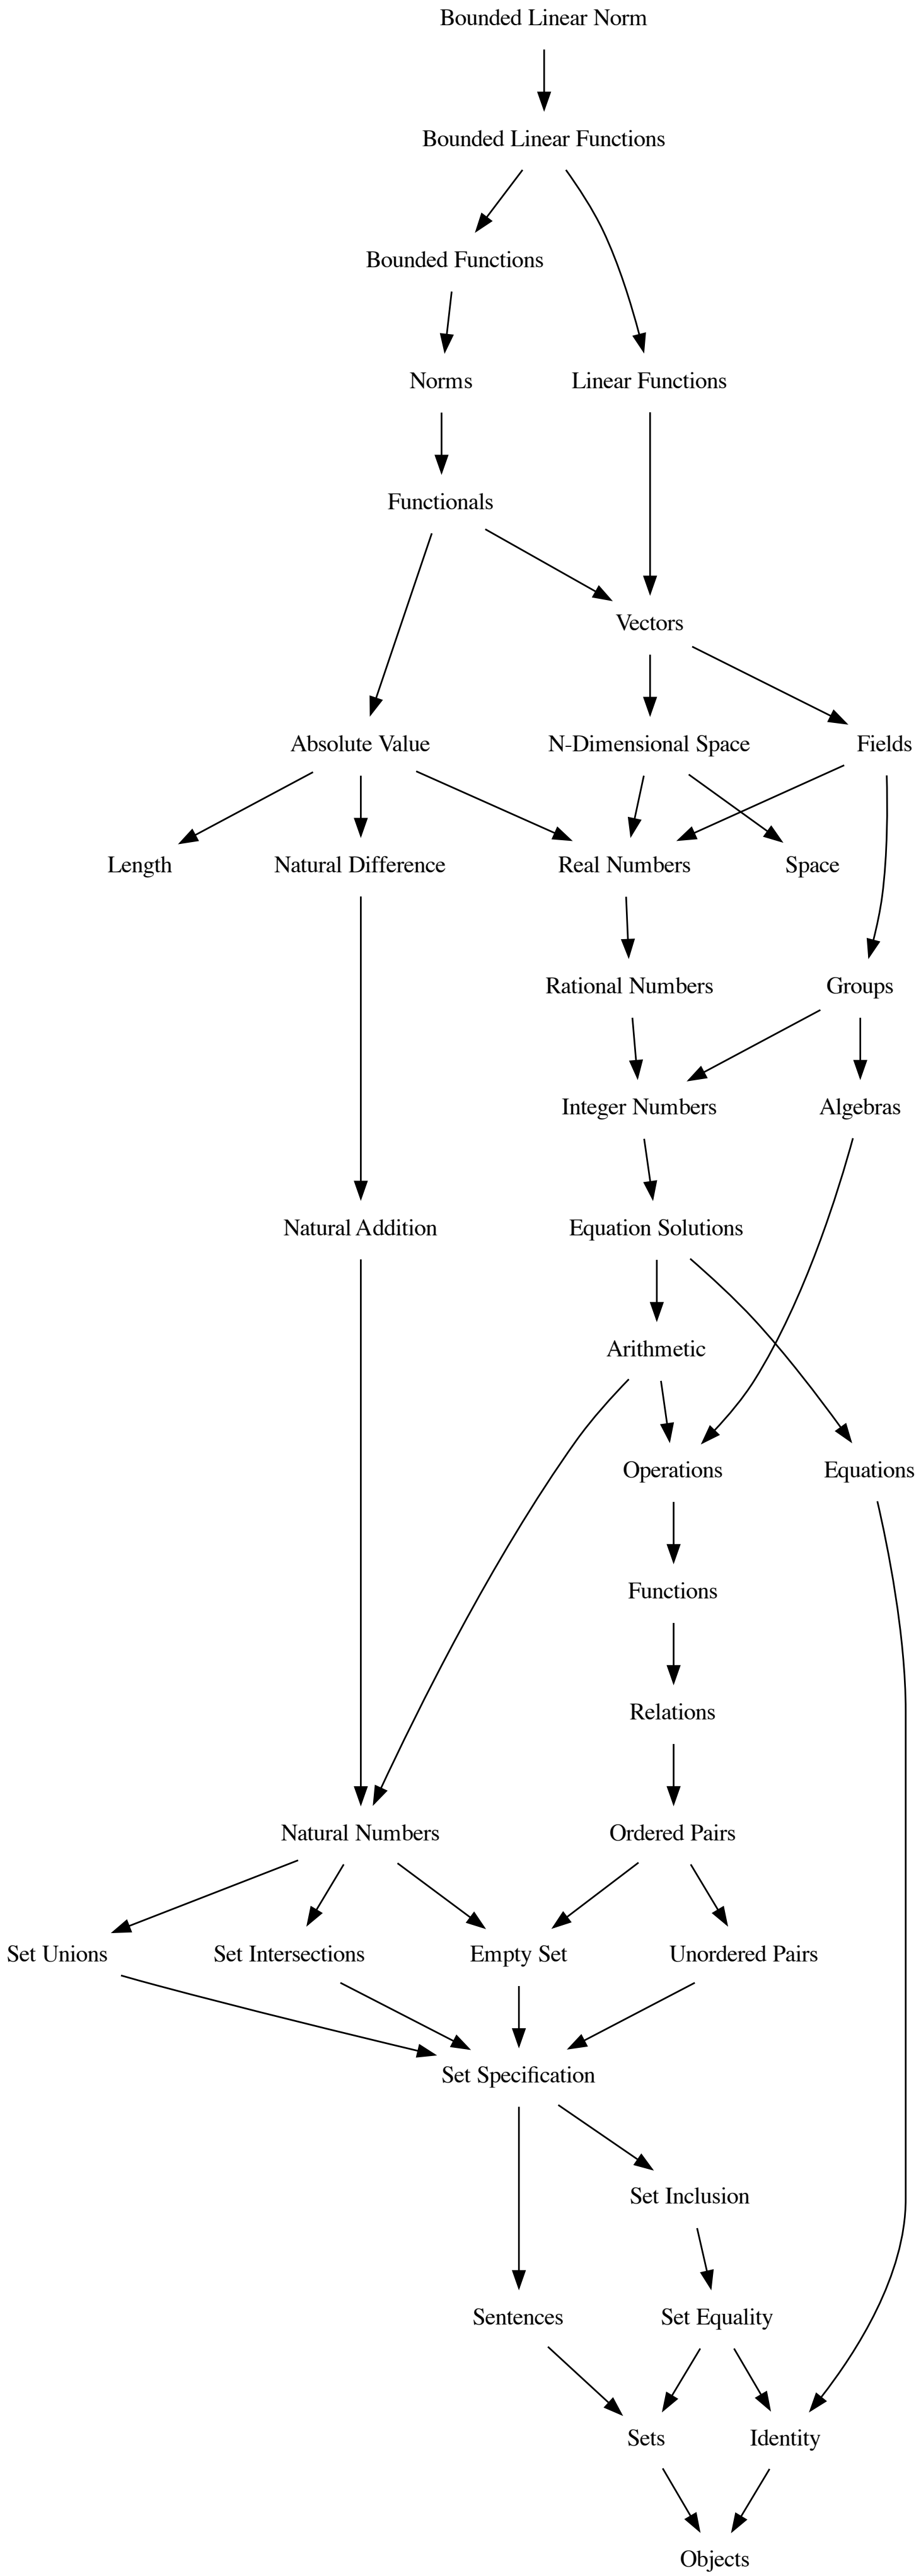 Bounded Linear Norm
Bounded Linear Functions
Bounded Functions
Norms
Linear Functions
Functionals
Vectors
Absolute Value
N-Dimensional Space
Fields
Length
Natural Difference
Real Numbers
Space
Rational Numbers
Groups
Integer Numbers
Algebras
Natural Addition
Equation Solutions
Arithmetic
Operations
Equations
Functions
Relations
Natural Numbers
Ordered Pairs
Set Unions
Set Intersections
Empty Set
Unordered Pairs
Set Specification
Set Inclusion
Sentences
Set Equality
Sets
Identity
Objects